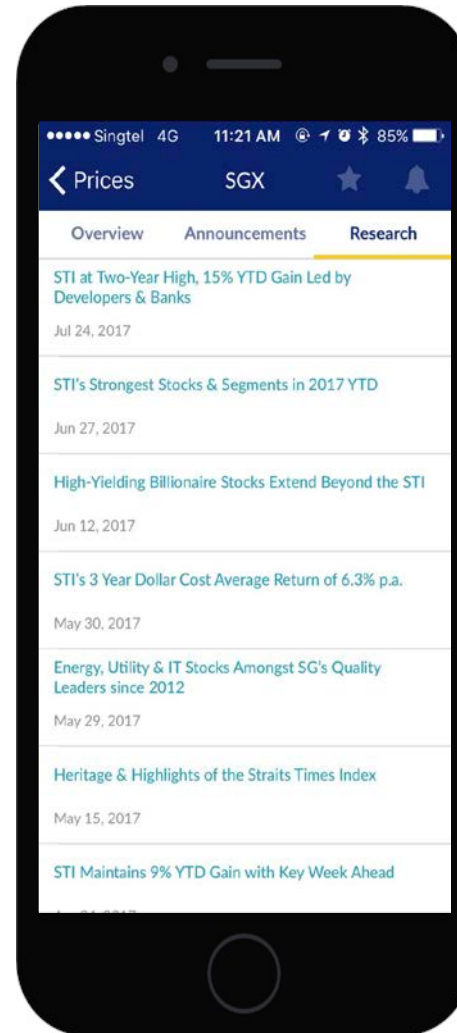 Singtel 4G 11:21 AM 85%
Prices SGX
Overview Announcements Research
STI at Two-Year High, 15% YTD Gain Led by
Developers & Banks
Jul 24, 2017
STI's Strongest Stocks & Segments in 2017 YTD
Jun 27, 2017
High-Yielding Billionaire Stocks Extend Beyond the STI
Jun 12, 2017
STI's 3 Year Dollar Cost Average Return of 6.3% p.a.
May 30, 2017
Energy, Utility & IT Stocks Amongst SG's Quality
Leaders since 2012
May 29, 2017
Heritage & Highlights of the Straits Times Index
May 15, 2017
STI Maintains 9% YTD Gain with Key Week Ahead